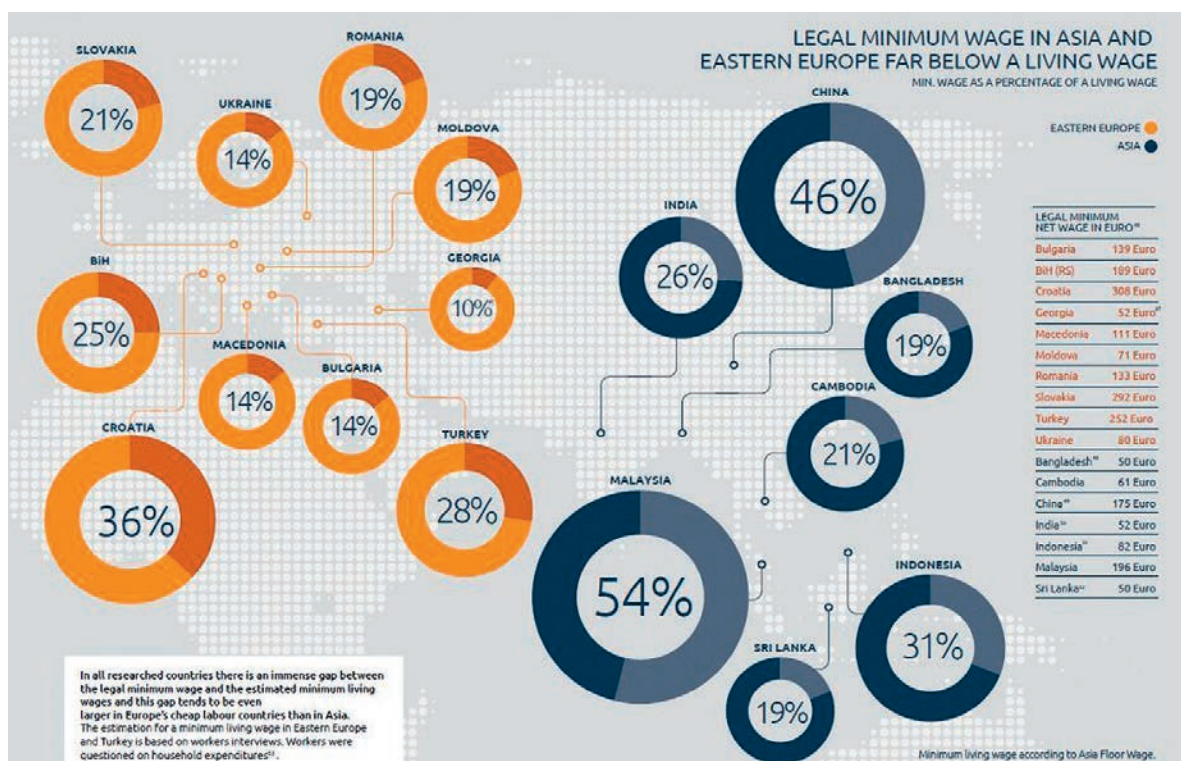 LEGAL MINIMUM WAGE IN ASIA AND
EASTERN EUROPE FAR BELOW A LIVING WAGE
MIN. WAGE AS A PERCENTAGE OF A LIVING WAGE
EASTERN EUROPE
ASIA
SLOVAKIA
21%
UKRAINE
14%
ROMANIA
19%
MOLDOVA
19%
GEORGIA
10%
BiH
25%
MACEDONIA
14%
BULGARIA
14%
CROATIA
36%
TURKEY
28%
CHINA
46%
INDIA
26%
BANGLADESH
19%
CAMBODIA
21%
MALAYSIA
54%
SRI LANKA
19%
INDONESIA
31%
LEGAL MINIMUM
NET WAGE IN EURO
Bulgaria 139 Euro
BiH (RS) 189 Euro
Croatia 308 Euro
Georgia 52 Euro
Macedonia 111 Euro
Moldova 71 Euro
Romania 133 Euro
Slovakia 292 Euro
Turkey 252 Euro
Ukraine 80 Euro
Bangladesh 50 Euro
Cambodia 61 Euro
China 175 Euro
India 52 Euro
Indonesia 82 Euro
Malaysia 196 Euro
Sri Lanka 50 Euro
In all researched countries there is an immense gap between
the legal minimum wage and the estimated minimum living
wages and this gap tends to be even
larger in Europe's cheap labour countries than in Asia.
The estimation for a minimum living wage in Eastern Europe
and Turkey is based on workers interviews. Workers were
questioned on household expenditures .
Minimum living wage according to Asia Floor Wage.